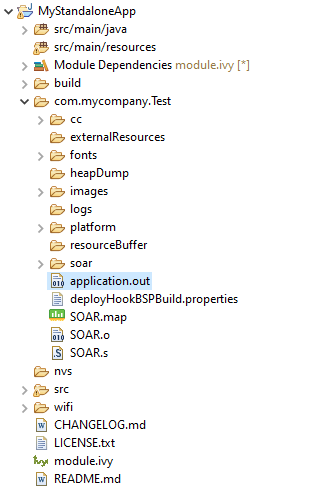 MyStandaloneApp
src/main/java
src/main/resources
Module Dependencies module.ivy [*]
build
com.mycompany.Test
cc
externalResources
fonts
heapDump
images
logs
platform
resourceBuffer
soar
application.out
deployHookBSPBuild.properties
SOAR.map
SOAR.o
SOAR.s
nvs
src
wifi
CHANGELOG.md
LICENSE.txt
module.ivy
README.md